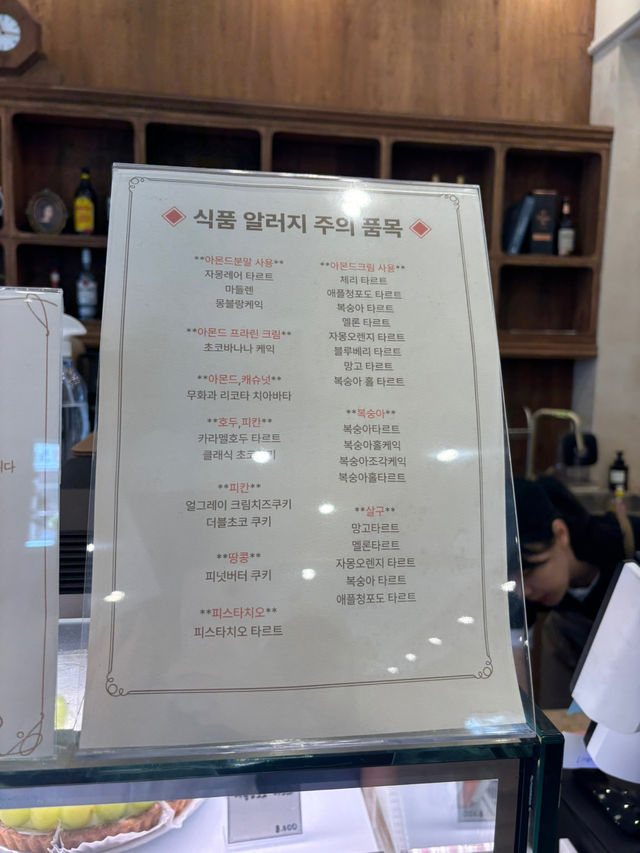 식품 알러지 주의 품목
**아몬드분말 사용**
자몽레어 타르트
마들렌
몽블랑케익
**아몬드 프라린 크림**
초코바나나 케익
**아몬드,캐슈넛**
무화과 리코타 치아바타
**호두,피칸**
카라멜호두 타르트
클래식 초코
**피칸**
얼그레이 크림치즈쿠키
더블초코 쿠키
**땅콩**
피넛버터 쿠키
**피스타치오**
피스타치오 타르트
**아몬드크림 사용**
체리 타르트
애플청포도 타르트
복숭아 타르트
멜론 타르트
자몽오렌지 타르트
블루베리 타르트
망고 타르트
복숭아 홀 타르트
**복숭아**
복숭아타르트
복숭아홀케익
복숭아조각케익
복숭아홀타르트
**살구**
망고타르트
멜론타르트
자몽오렌지 타르트
복숭아 타르트
애플청포도 타르트